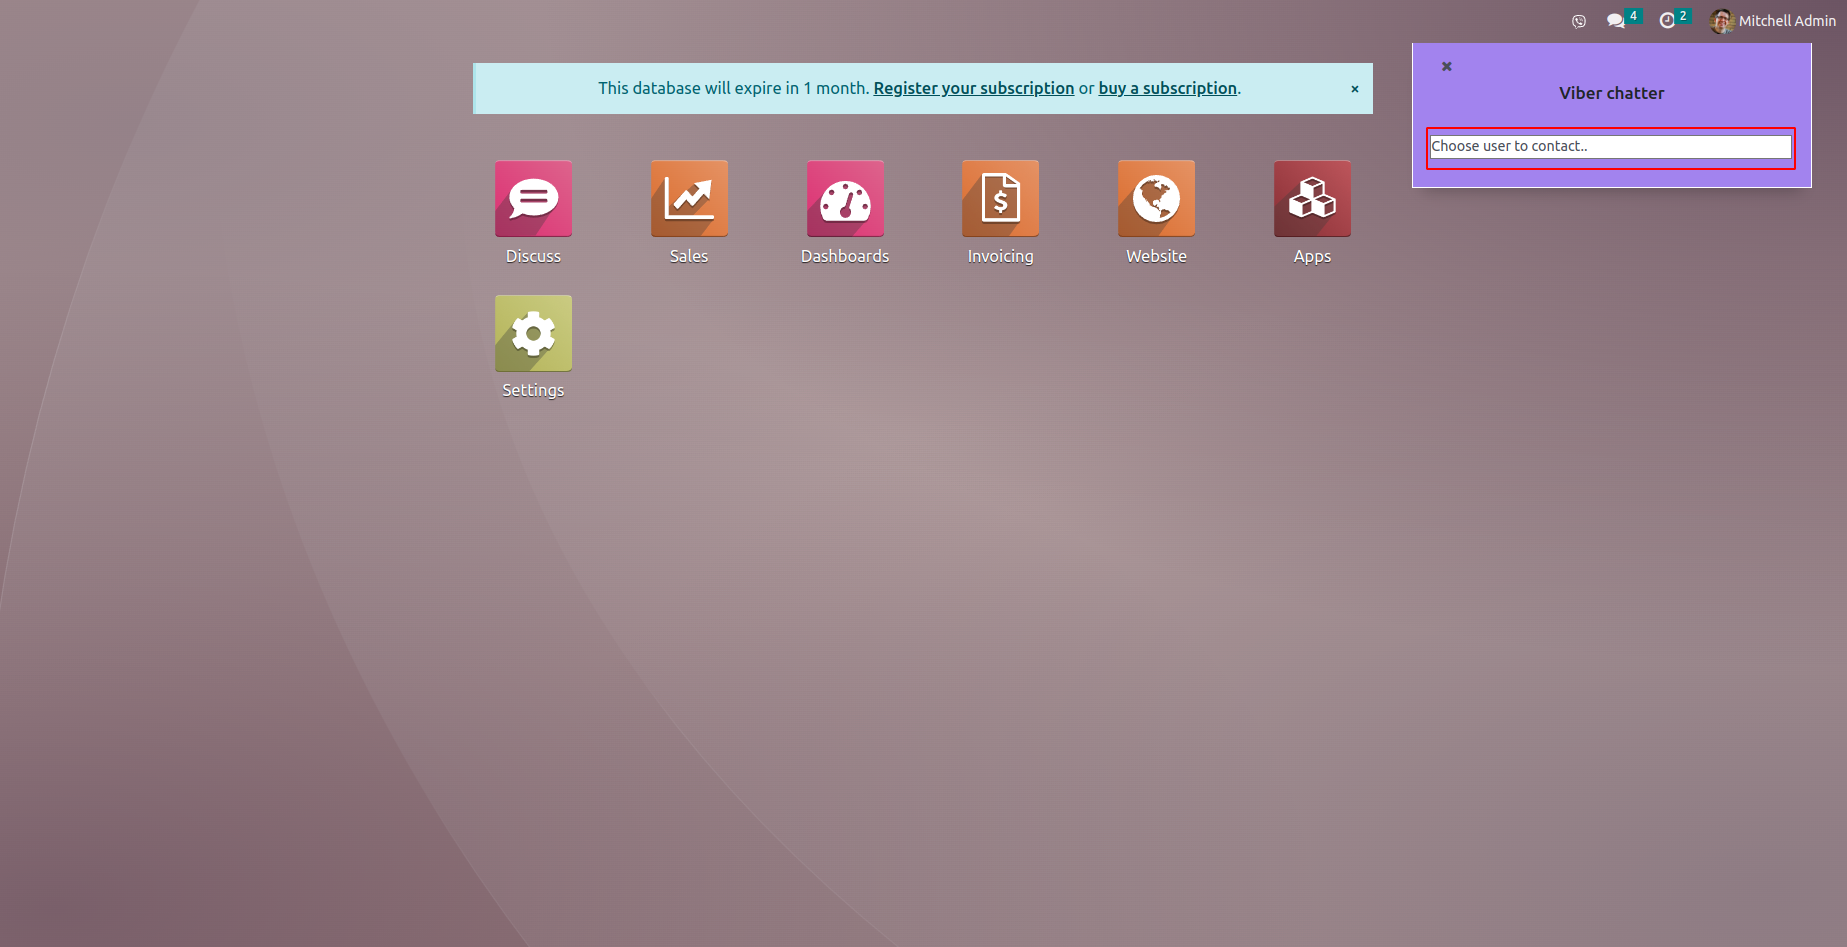 4
2
Mitchell Admin
This database will expire in 1 month. Register your subscription or buy a subscription.
×
Viber chatter
Choose user to contact..
Discuss
Sales
Dashboards
Invoicing
Website
Apps
Settings